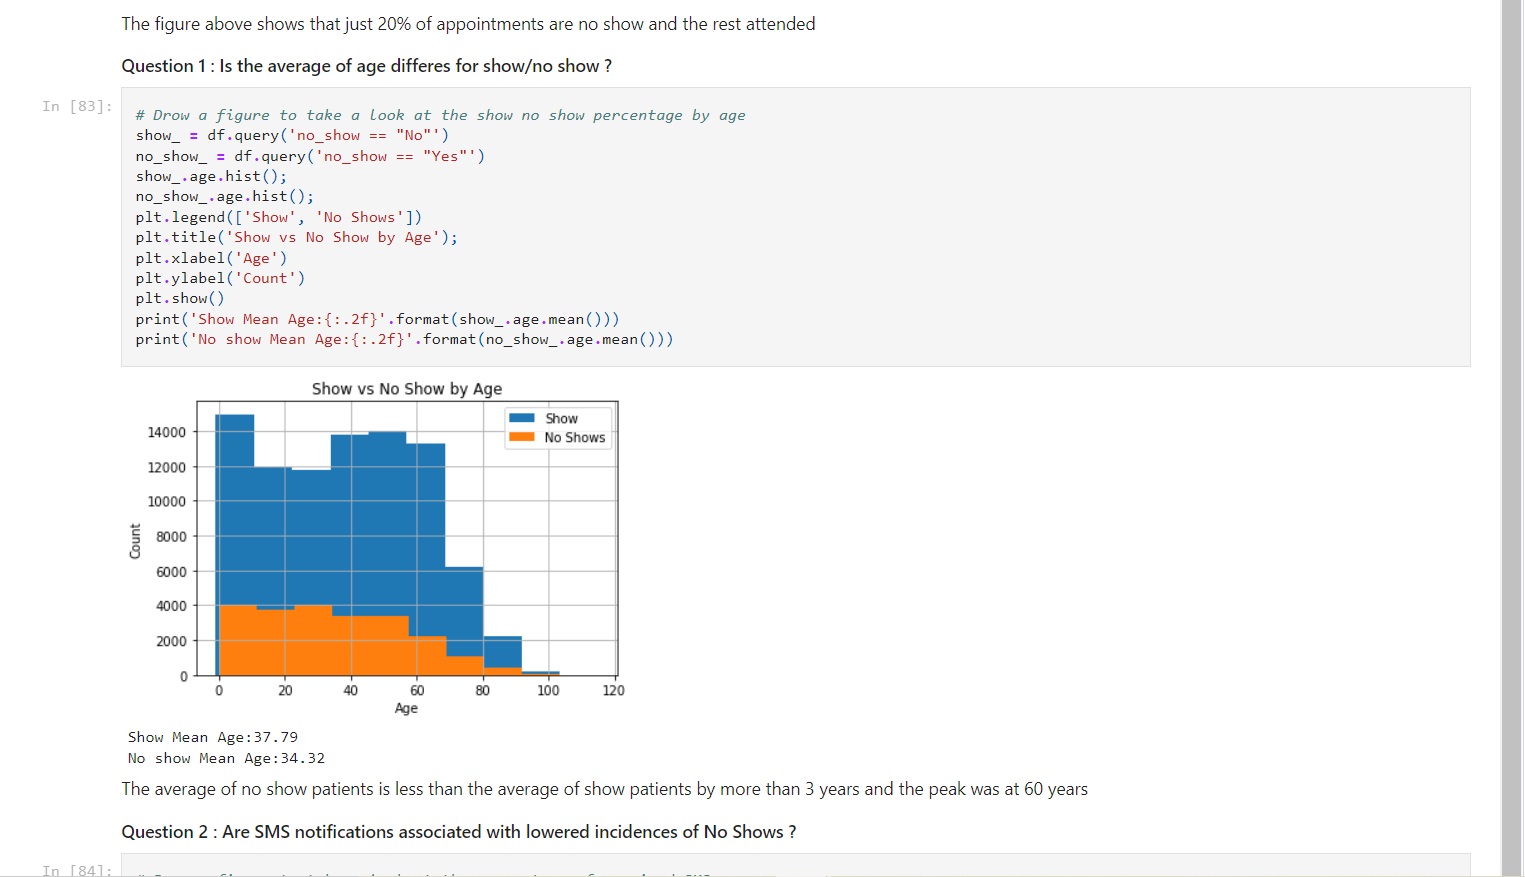 The figure above shows that just 20% of appointments are no show and the rest attended
Question 1 : Is the average of age differes for show/no show ?
In [83]:
# Drow a figure to take a look at the show no show percentage by age
show_ = df.query('no_show == "No"')
no_show_ = df.query('no_show == "Yes"')
show_.age.hist();
no_show_.age.hist();
plt.legend(['Show', 'No Shows'])
plt.title('Show vs No Show by Age');
plt.xlabel('Age')
plt.ylabel('Count')
plt.show()
print('Show Mean Age:{:.2f}'.format(show_.age.mean()))
print('No show Mean Age:{:.2f}'.format(no_show_.age.mean()))
Show vs No Show by Age
Show
No Shows
14000
12000
10000
8000
6000
4000
2000
0
Count
0 20 40 60 80 100 120
Age
Show Mean Age:37.79
No show Mean Age:34.32
The average of no show patients is less than the average of show patients by more than 3 years and the peak was at 60 years
Question 2 : Are SMS notifications associated with lowered incidences of No Shows ?
In [84]: